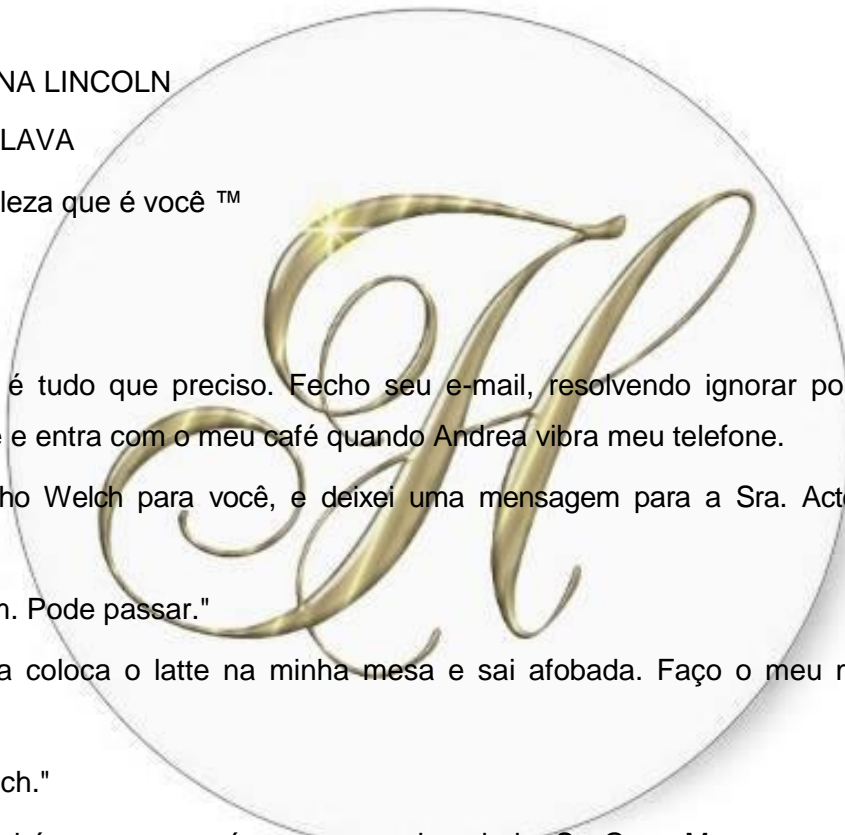 NA LINCOLN
LAVA
leza que é você ™
é tudo que preciso. Fecho seu e-mail, resolvendo ignorar po
e entra com o meu café quando Andrea vibra meu telefone.
ho Welch para você, e deixei uma mensagem para a Sra. Act
Pode passar."
a coloca o latte na minha mesa e sai afobada. Faço o meu
ch."
H